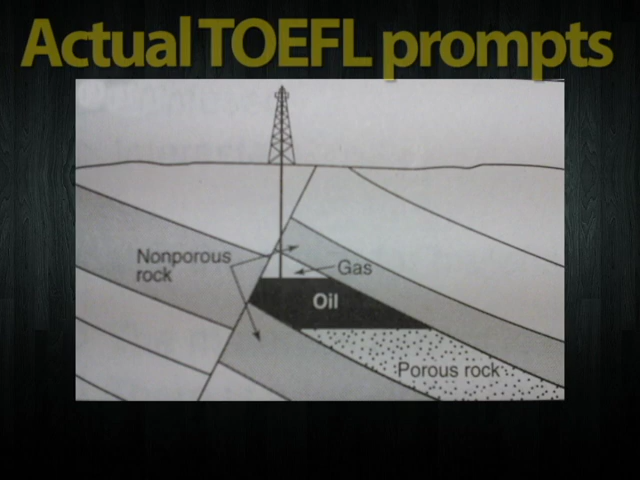 Actual TOEFL prompts
Nonporous
rock
Gas
Oil
Porous rock